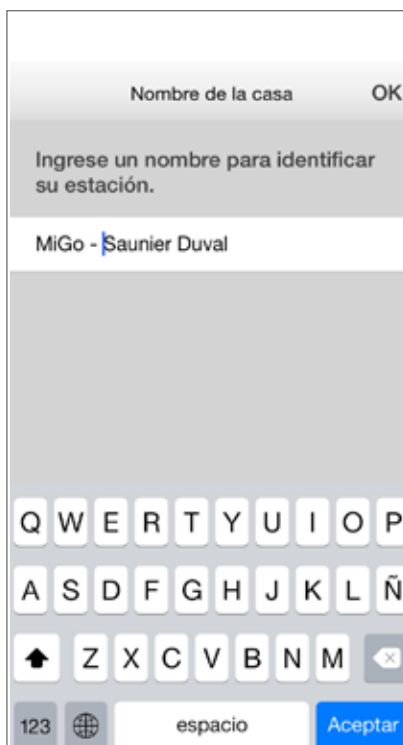 Nombre de la casa OK
Ingrese un nombre para identificar
su estación.
MiGo - Saunier Duval
Q W E R T Y U I O P
A S D F G H J K L Ñ
Z X C V B N M
123 espacio Aceptar